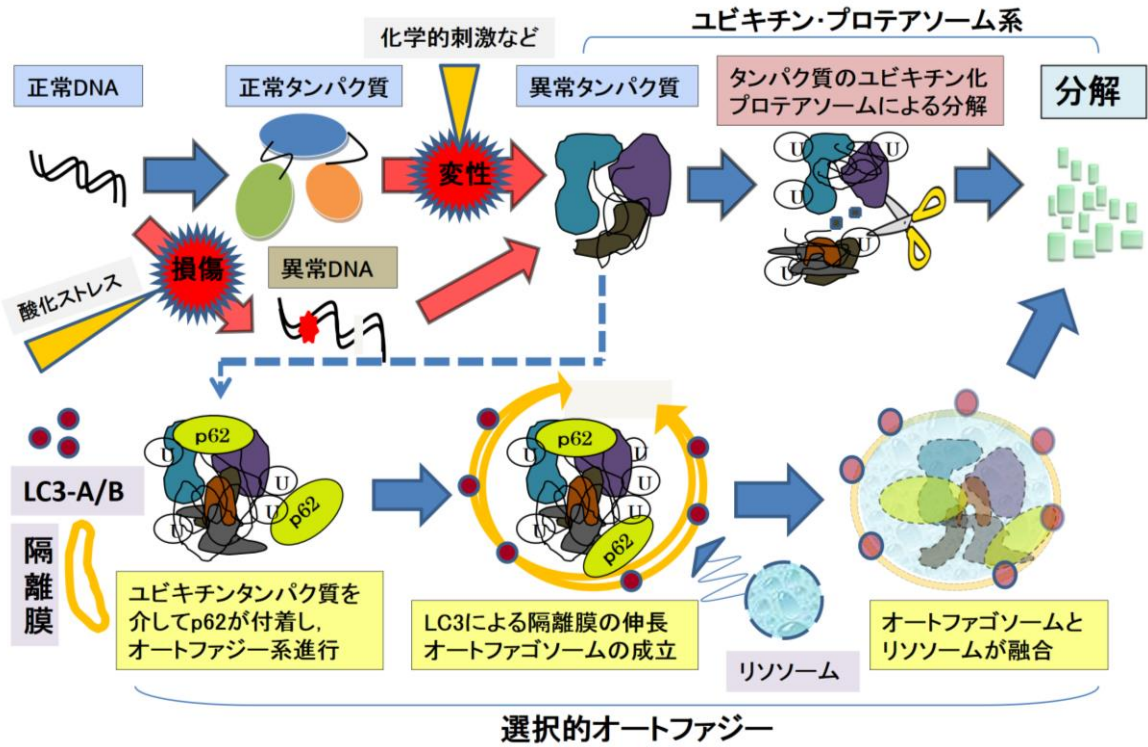 ユビキチン・プロテアソーム系
化学的刺激など
正常DNA
正常タンパク質
異常タンパク質
タンパク質のユビキチン化
プロテアソームによる分解
分解
変性
U
U
U
U
U
損傷
異常DNA
酸化ストレス
p62
U
U
U
U
p62
LC3-A/B
隔離膜
p62
U
U
U
U
p62
ユビキチンタンパク質を
介してp62が付着し,
オートファジー系進行
LC3による隔離膜の伸長
オートファゴソームの成立
リソソーム
オートファゴソームと
リソソームが融合
選択的オートファジー